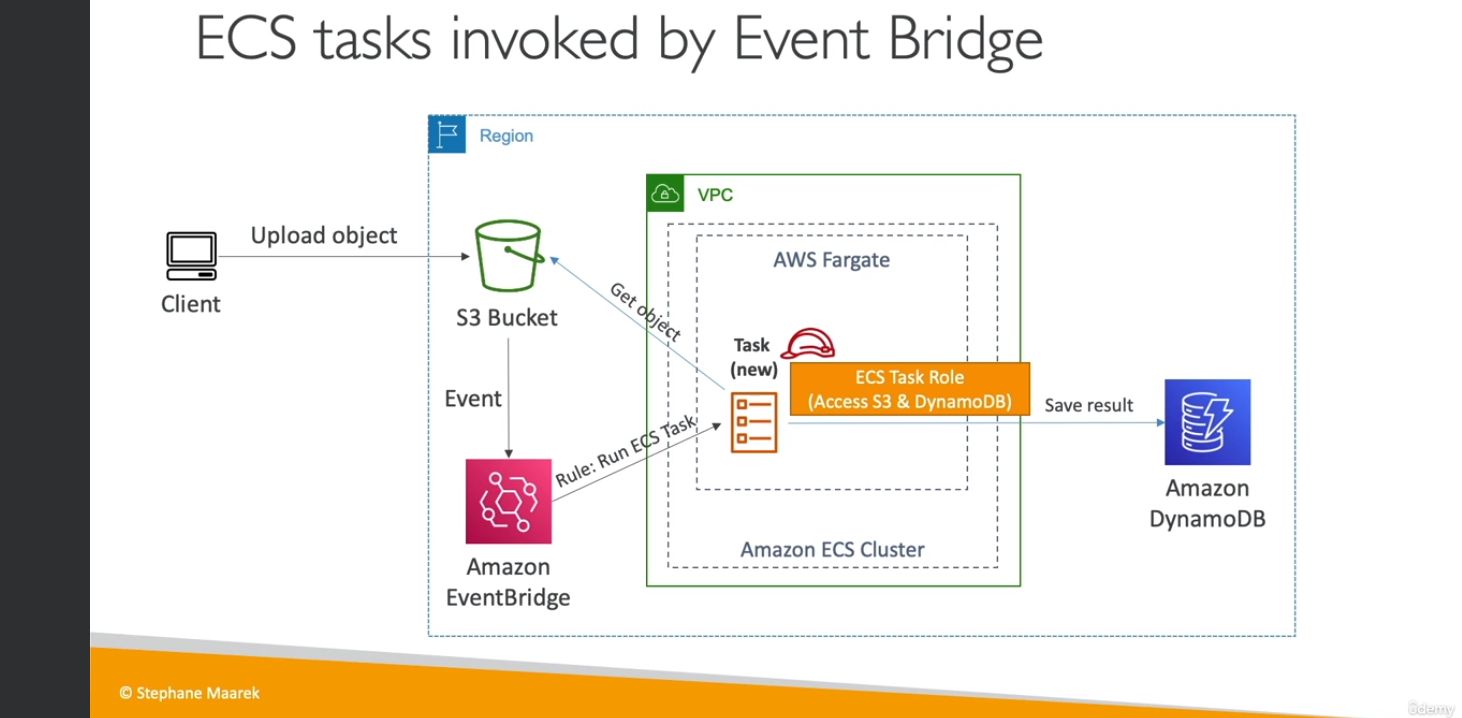 ECS tasks invoked by Event Bridge
Region
VPC
Upload object
AWS Fargate
Client
S3 Bucket
Get object
Task
(new)
ECS Task Role
(Access S3 & DynamoDB)
Save result
Event
Rule: Run ECS Task
Amazon
DynamoDB
Amazon ECS Cluster
Amazon
EventBridge
© Stephane Maarek
ûdemy